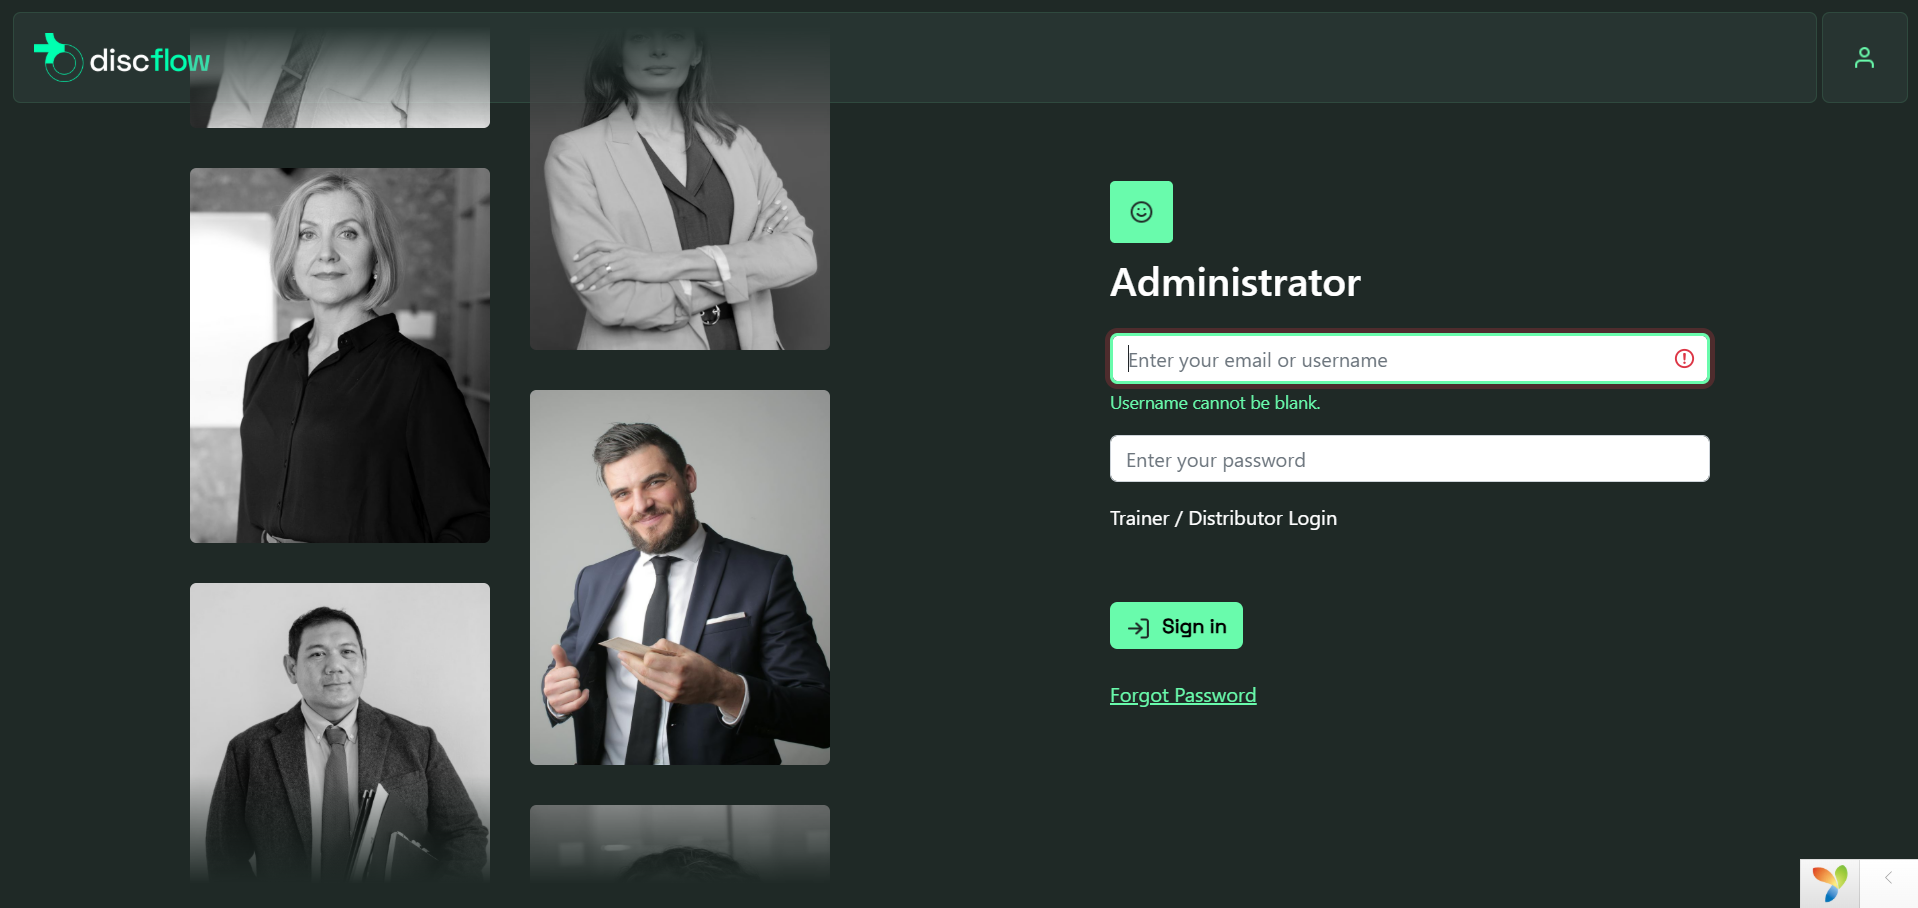 discflow
Administrator
Enter your email or username
Username cannot be blank.
Enter your password
Trainer / Distributor Login
Sign in
Forgot Password